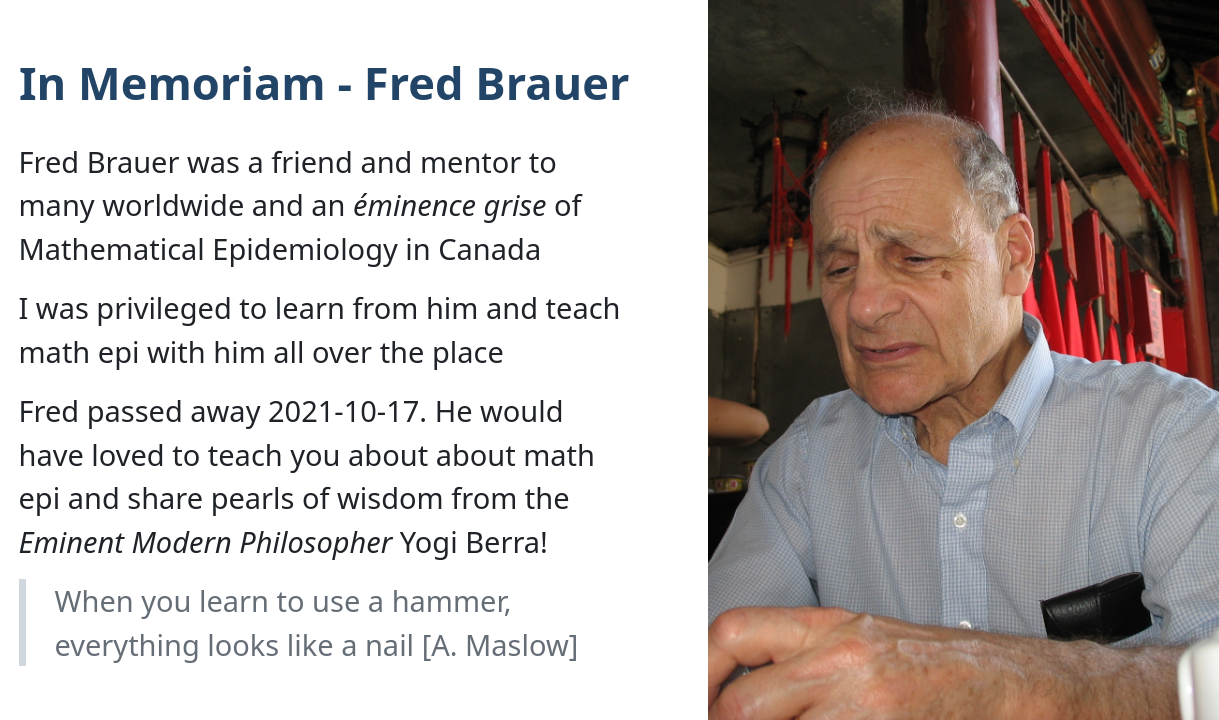 In Memoriam - Fred Brauer
Fred Brauer was a friend and mentor to
many worldwide and an éminence grise of
Mathematical Epidemiology in Canada
I was privileged to learn from him and teach
math epi with him all over the place
Fred passed away 2021-10-17. He would
have loved to teach you about about math
epi and share pearls of wisdom from the
Eminent Modern Philosopher Yogi Berra!
When you learn to use a hammer,
everything looks like a nail [A. Maslow]